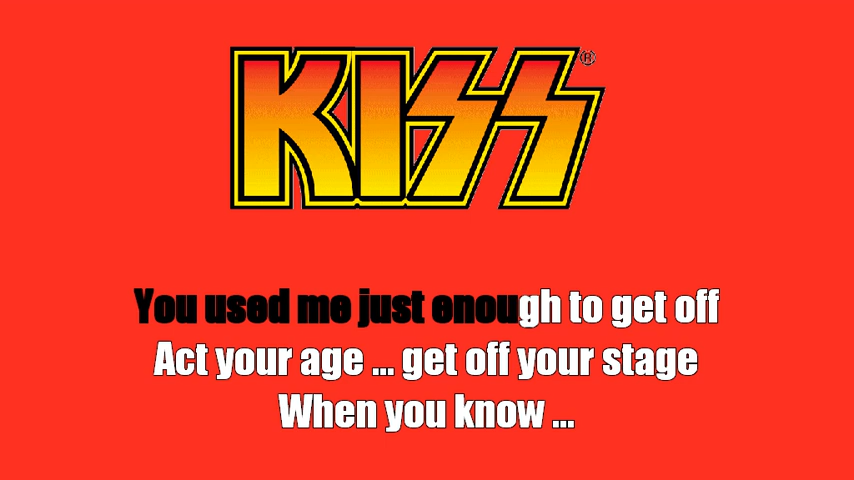 KISS®
You used me just enough to get off
Act your age ... get off your stage
When you know ...